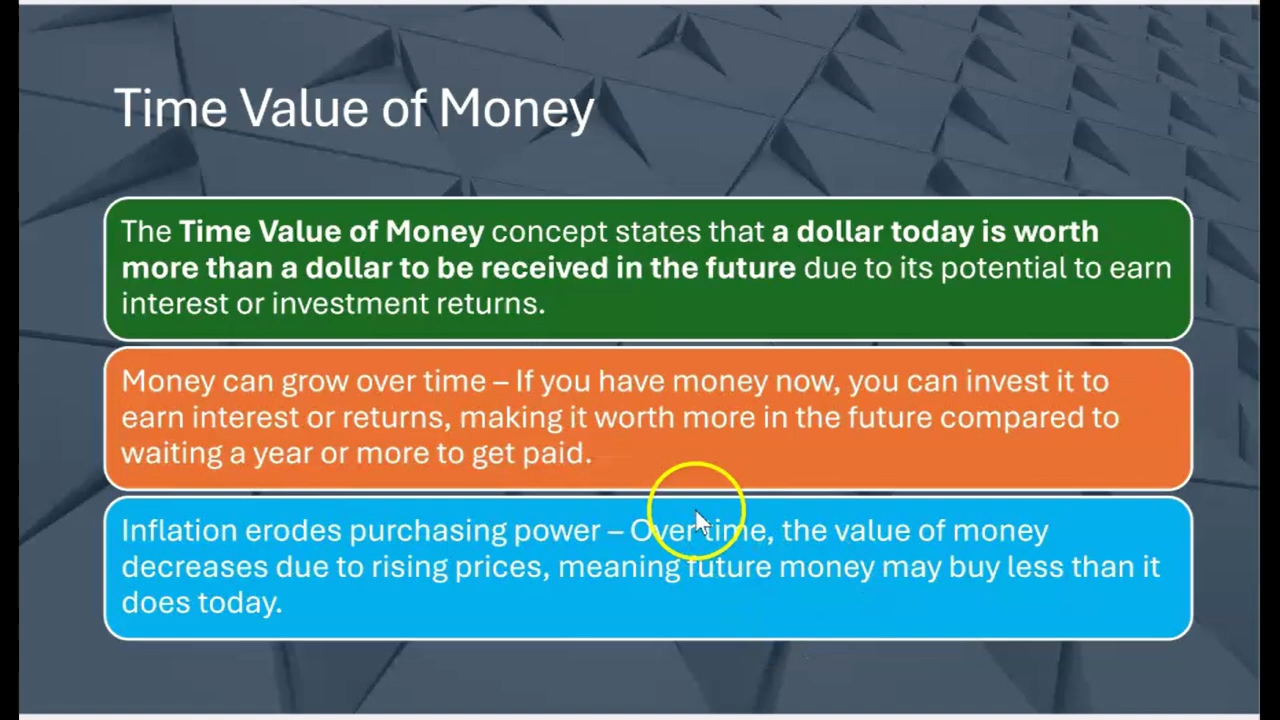 Time Value of Money
The Time Value of Money concept states that a dollar today is worth
more than a dollar to be received in the future due to its potential to earn
interest or investment returns.
Money can grow over time – If you have money now, you can invest it to
earn interest or returns, making it worth more in the future compared to
waiting a year or more to get paid.
Inflation erodes purchasing power – Over time, the value of money
decreases due to rising prices, meaning future money may buy less than it
does today.